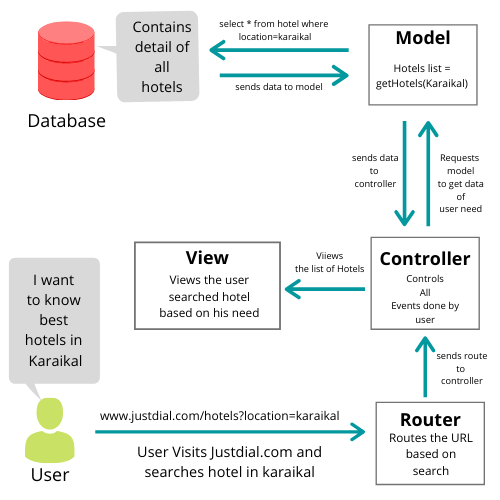 Contains
detail of
all
hotels
Database
select * from hotel where
location=karaikal
sends data to model
Model
Hotels list =
getHotels(Karaikal)
sends data
to
controller
Requests
model
to get data
of
user need
View
Views the user
searched hotel
based on his need
Viiews
the list of Hotels
Controller
Controls
All
Events done by
user
I want
to know
best
hotels in
Karaikal
sends route
to
controller
User
www.justdial.com/hotels?location=karaikal
User Visits Justdial.com and
searches hotel in karaikal
Router
Routes the URL
based on
search